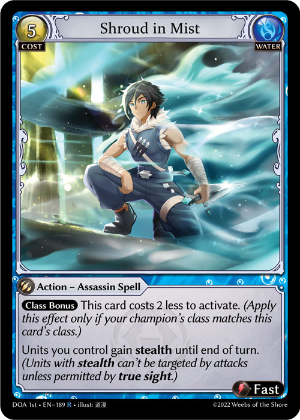 5
COST
Shroud in Mist
WATER
Action – Assassin Spell
Class Bonus This card costs 2 less to activate. (Apply
this effect only if your champion's class matches this
card's class.)
Units you control gain stealth until end of turn.
(Units with stealth can't be targeted by attacks
unless permitted by true sight.)
Fast
DOA 1st • EN-189 R • illust: 道濤
©2022 Weebs of the Shore